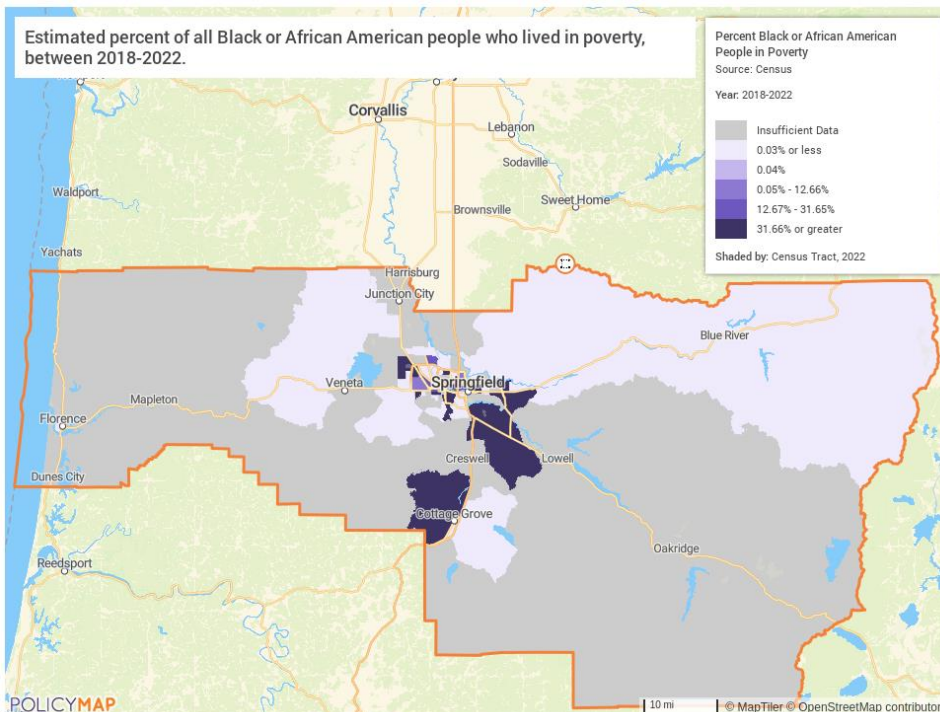 Estimated percent of all Black or African American people who lived in poverty,
between 2018-2022.
Percent Black or African American
People in Poverty
Source: Census
Year: 2018-2022
Insufficient Data
0.03% or less
0.04%
0.05% - 12.66%
12.67% - 31.65%
31.66% or greater
Shaded by: Census Tract, 2022
Corvallis
Lebanon
Sodaville
Waldport
Sweet Home
Brownsville
Yachats
Harrisburg
Junction City
Blue River
Springfield
Veneta
Mapleton
Florence
Creswell
Lowell
Dunes City
Cottage Grove
Oakridge
Reedsport
POLICYMAP
10 mi
© MapTiler © OpenStreetMap contributor